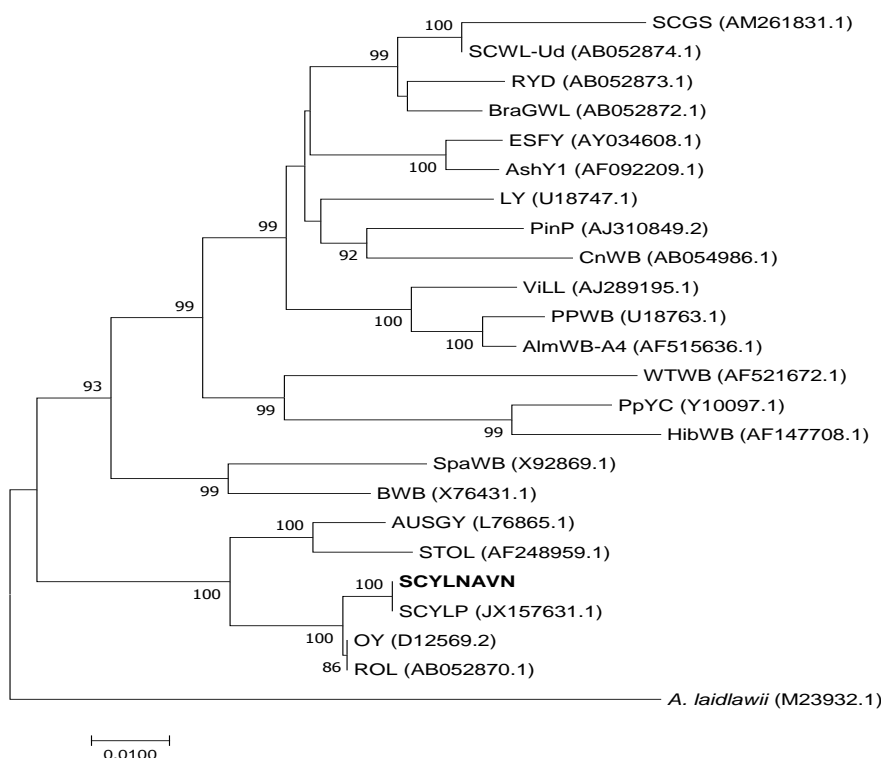 100
SCGS (AM261831.1)
99
SCWL-Ud (AB052874.1)
RYD (AB052873.1)
BraGWL (AB052872.1)
ESFY (AY034608.1)
100
AshY1 (AF092209.1)
LY (U18747.1)
99
PinP (AJ310849.2)
92
CnWB (AB054986.1)
ViLL (AJ289195.1)
99
100
PPWB (U18763.1)
100
AlmWB-A4 (AF515636.1)
WTWB (AF521672.1)
93
99
PpYC (Y10097.1)
99
HibWB (AF147708.1)
SpaWB (X92869.1)
99
BWB (X76431.1)
100
AUSGY (L76865.1)
STOL (AF248959.1)
100
100
SCYLNAVN
SCYLP (JX157631.1)
100
OY (D12569.2)
86
ROL (AB052870.1)
A. laidlawii (M23932.1)
0.0100